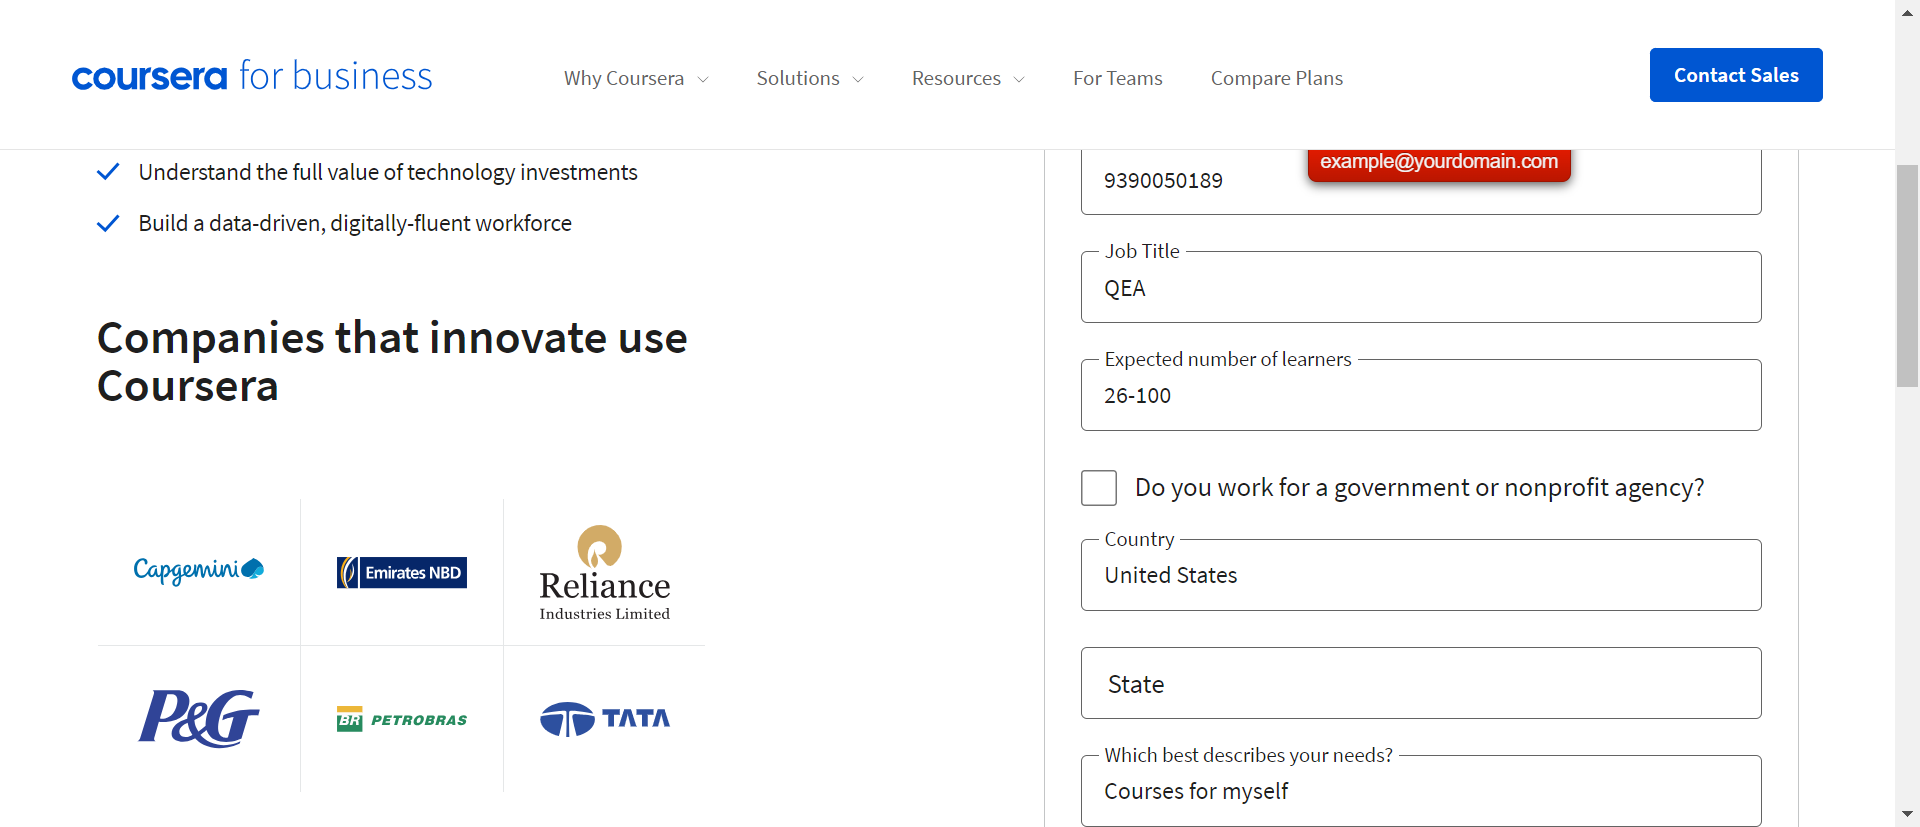 coursera for business
Why Coursera
Solutions
Resources
For Teams
Compare Plans
Contact Sales
Understand the full value of technology investments
Build a data-driven, digitally-fluent workforce
Companies that innovate use
Coursera
Capgemini
Emirates NBD
Reliance
Industries Limited
P&G
BR PETROBRAS
TATA
example@yourdomain.com
9390050189
Job Title
QEA
Expected number of learners
26-100
Do you work for a government or nonprofit agency?
Country
United States
State
Which best describes your needs?
Courses for myself